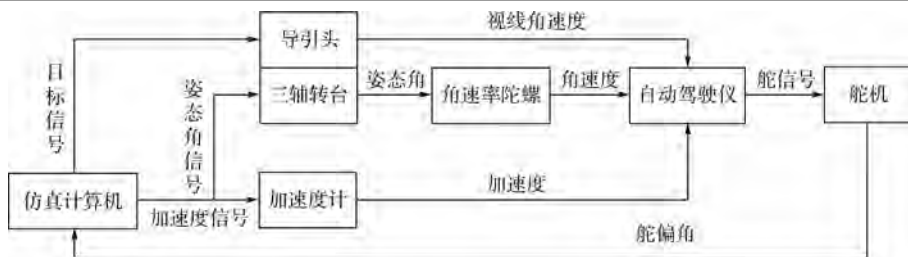 导引头
视线角速度
目标信号
姿态角信号
三轴转台
姿态角
角速率陀螺
角速度
自动驾驶仪
舵信号
舵机
仿真计算机
加速度信号
加速度计
加速度
舵偏角